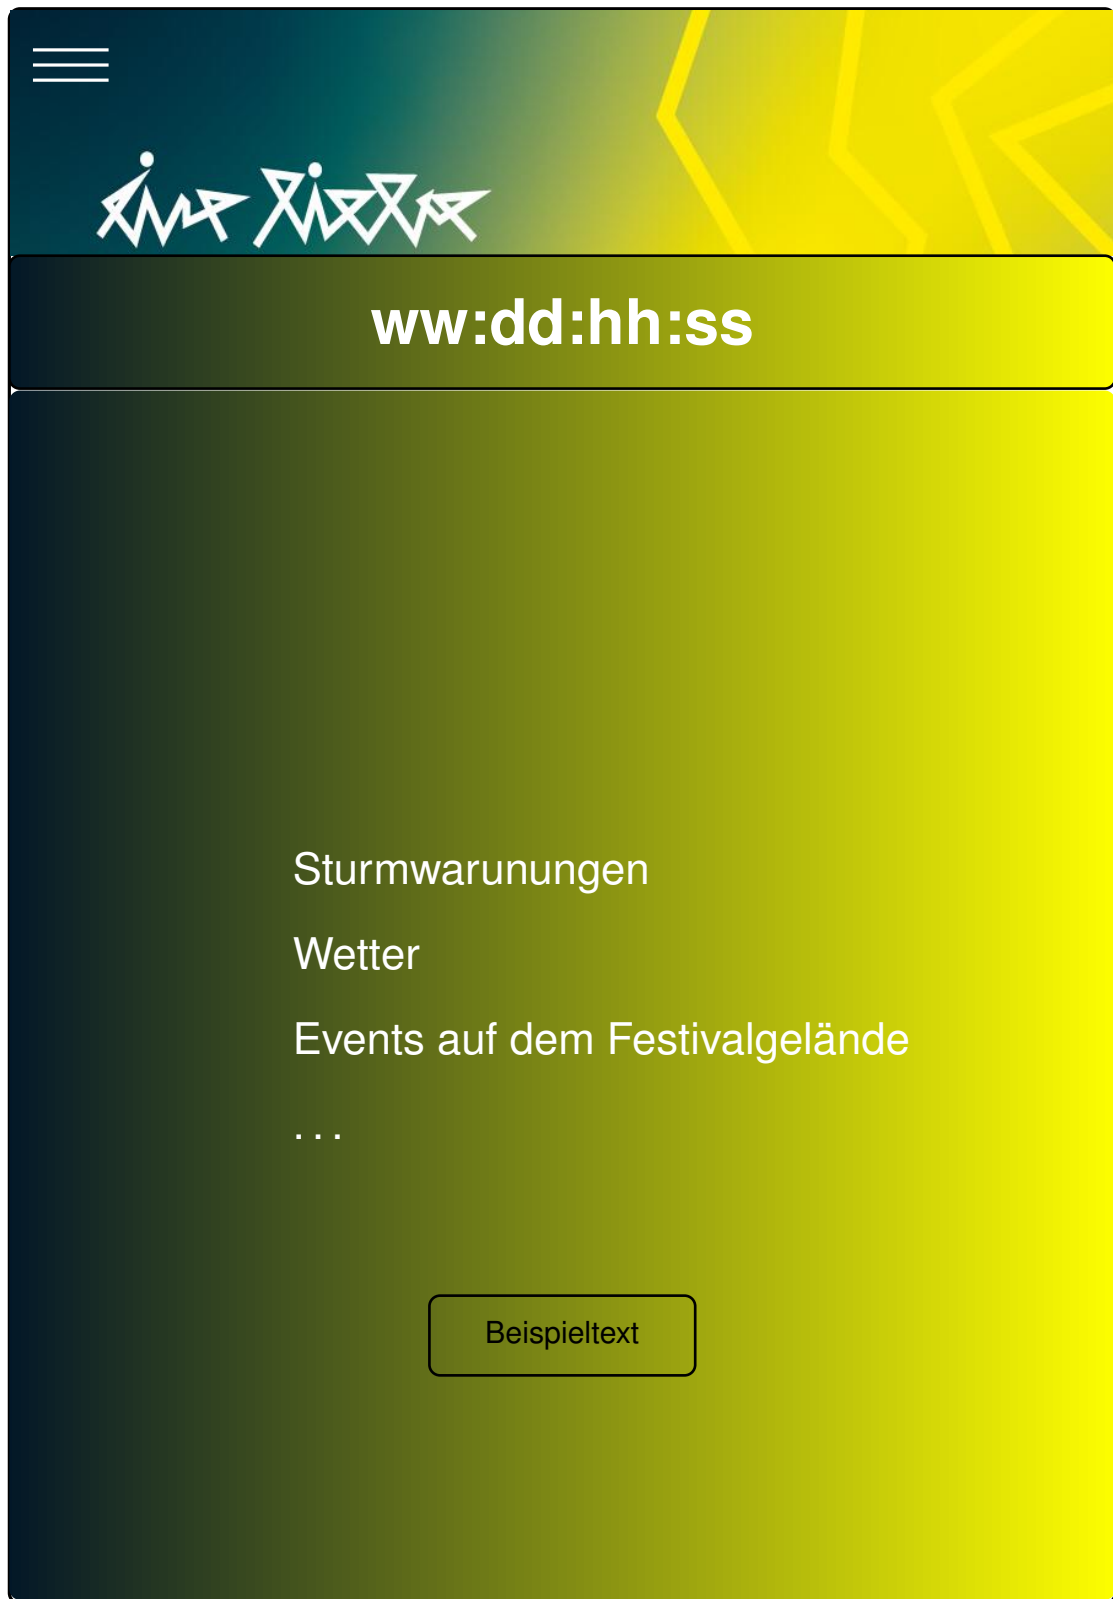 ww:dd:hh:ss
Sturmwarunungen
Wetter
Events auf dem Festivalgelände
. . .
Beispieltext